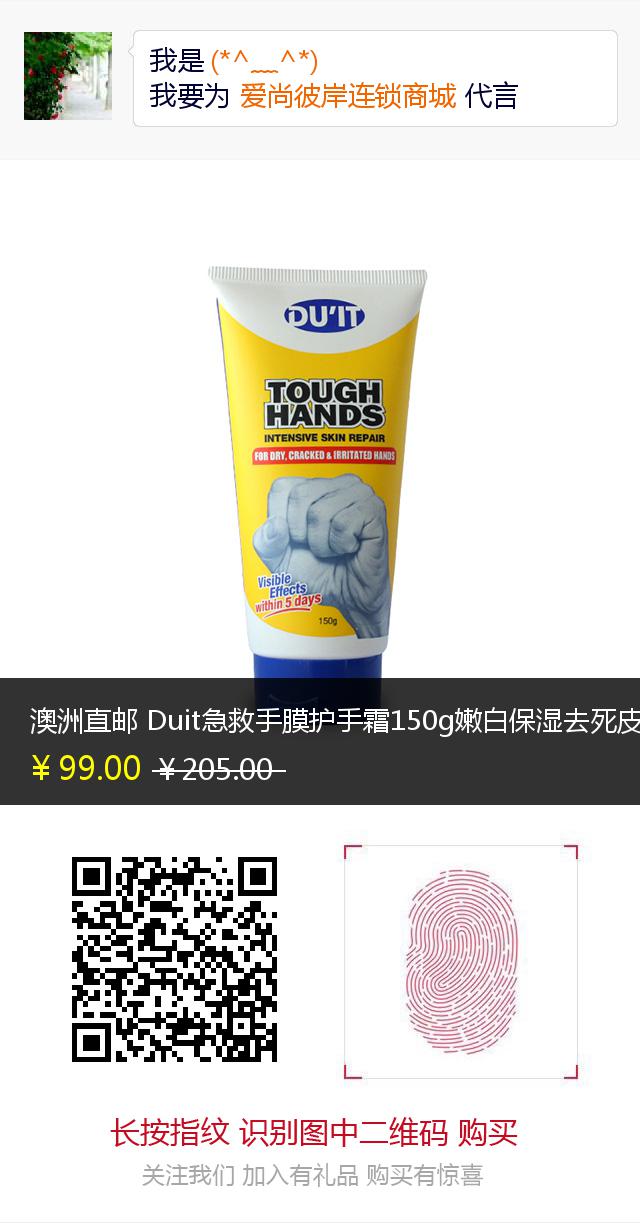 我是 (*^﹏^*)
我要为 爱尚彼岸连锁商城 代言
DU'IT
TOUGH
HANDS
INTENSIVE SKIN REPAIR
FOR DRY, CRACKED & IRRITATED HANDS
Visible
Effects
within 5 days
150g
澳洲直邮 Duit急救手膜护手霜150g嫩白保湿去死皮
¥ 99.00 ¥ 205.00
长按指纹 识别图中二维码 购买
关注我们 加入有礼品 购买有惊喜